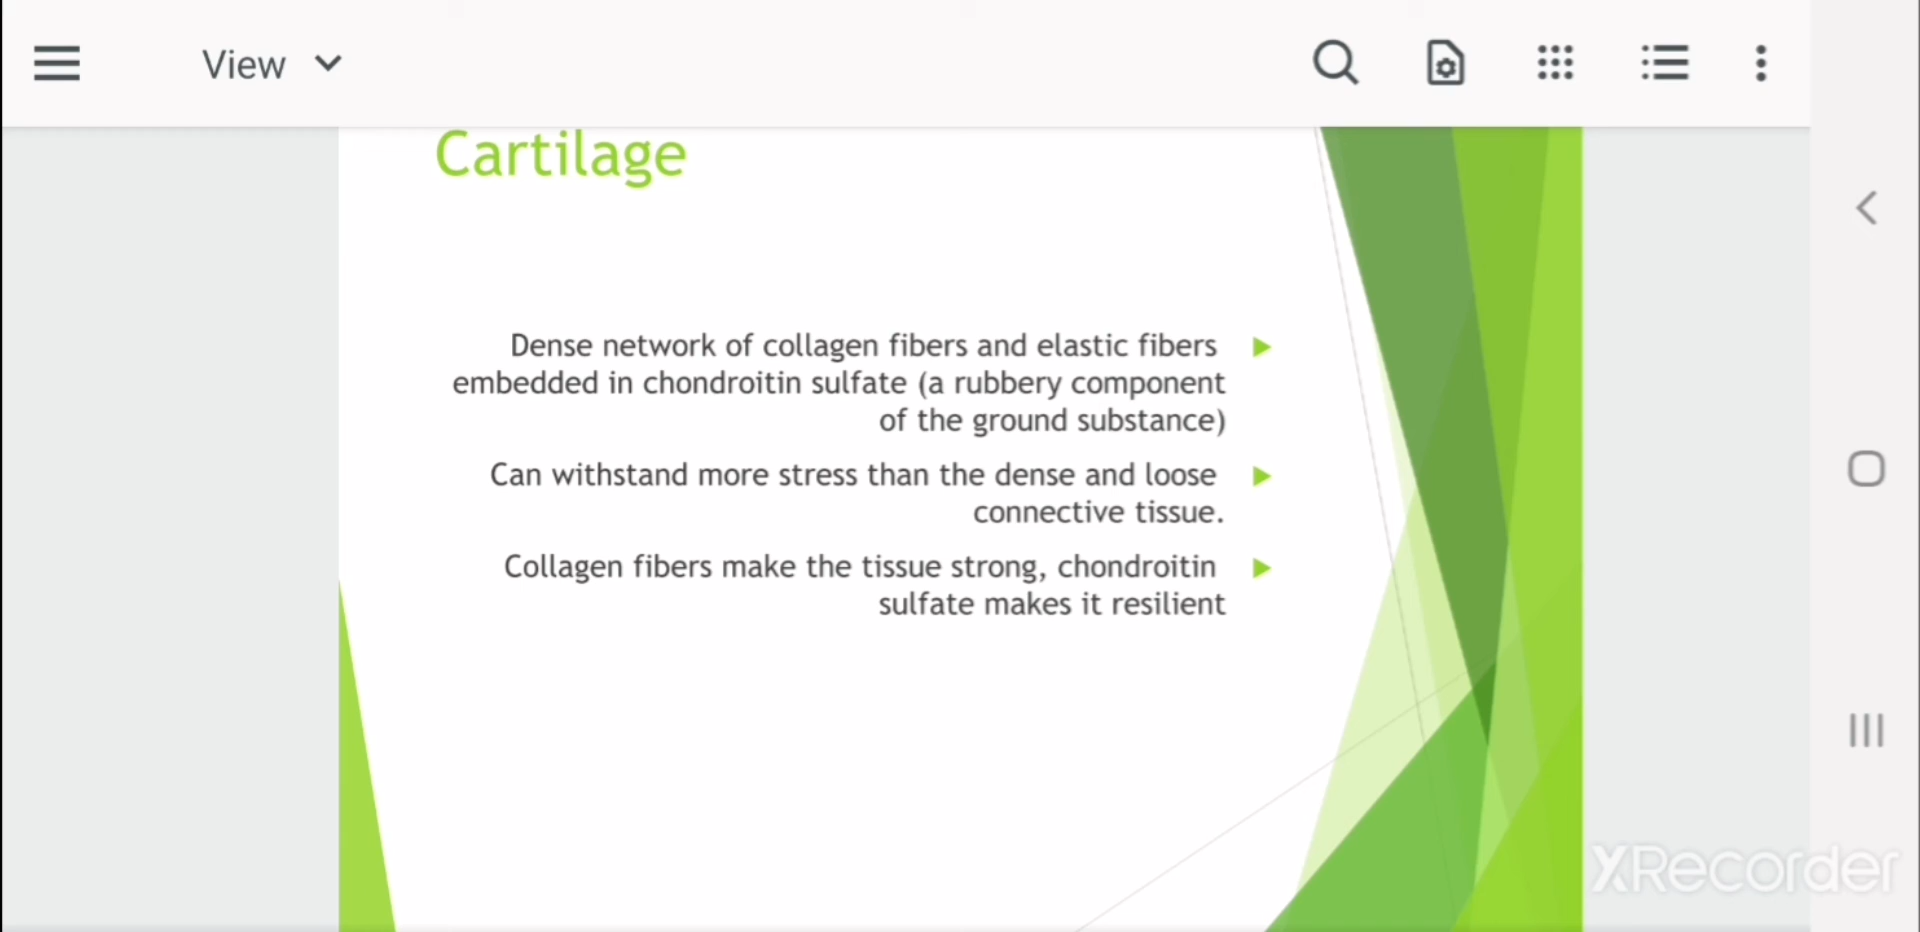 View
Cartilage
Dense network of collagen fibers and elastic fibers
embedded in chondroitin sulfate (a rubbery component
of the ground substance)
Can withstand more stress than the dense and loose
connective tissue.
Collagen fibers make the tissue strong, chondroitin
sulfate makes it resilient
XRecorder